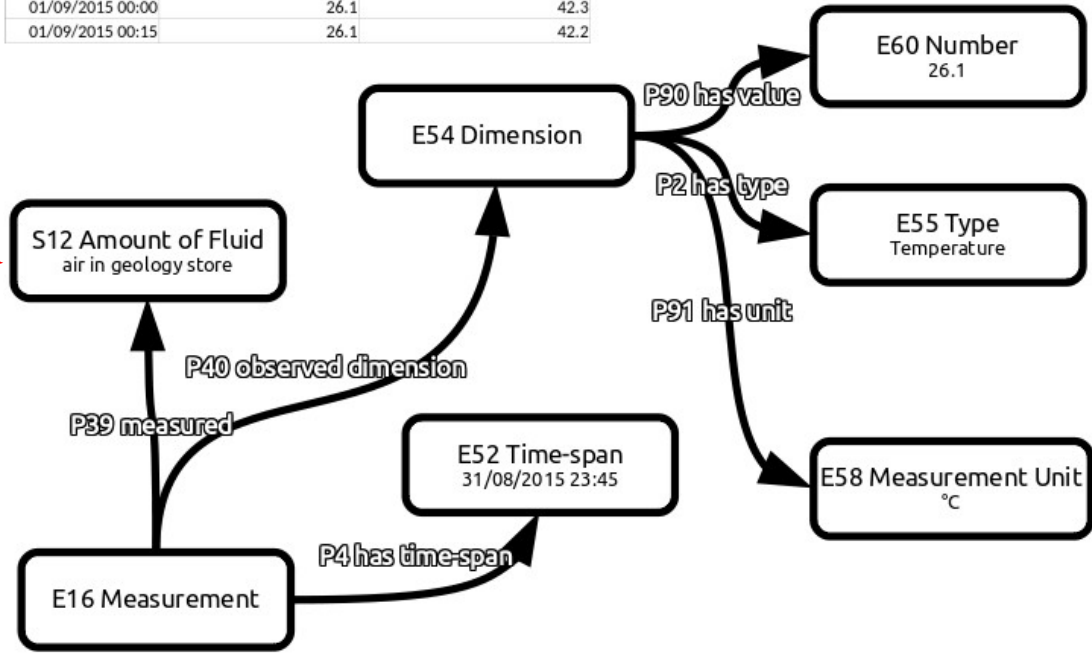 01/09/2015 00:00 26.1 42.3
01/09/2015 00:15 26.1 42.2
E60 Number
26.1
P90 has value
E54 Dimension
P2 has type
S12 Amount of Fluid
air in geology store
E55 Type
Temperature
P91 has unit
P40 observed dimension
P39 measured
E52 Time-span
31/08/2015 23:45
E58 Measurement Unit
°C
P4 has time-span
E16 Measurement